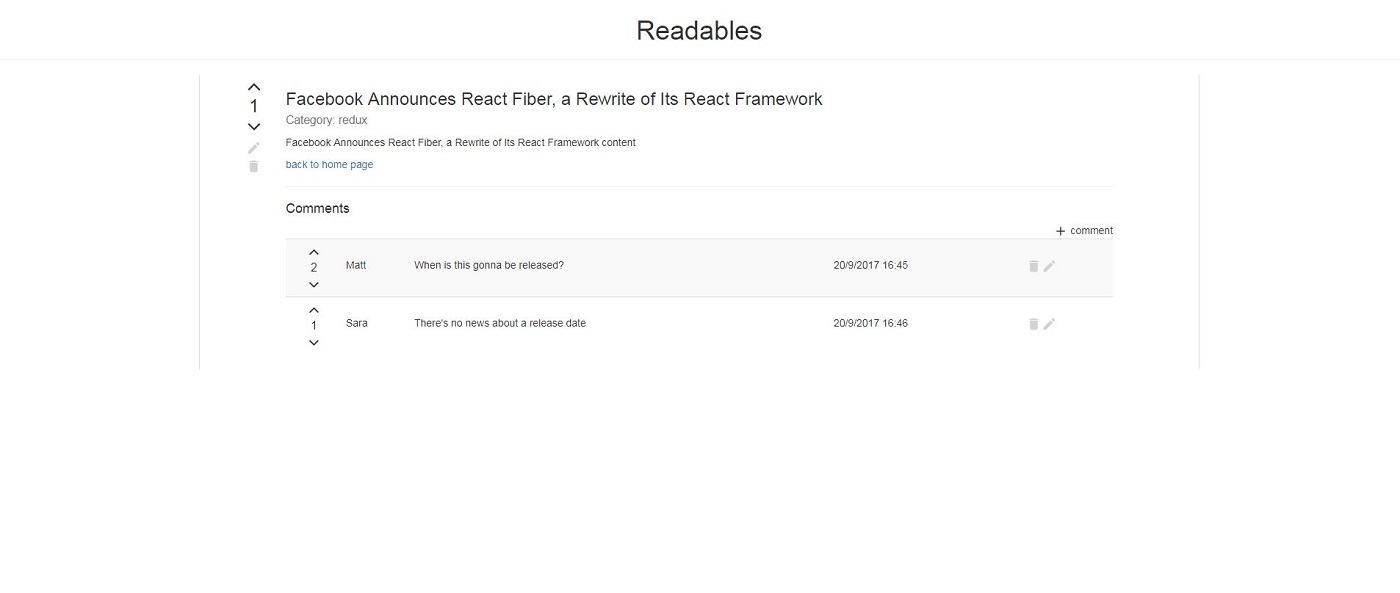 Readables
1
Facebook Announces React Fiber, a Rewrite of Its React Framework
Category: redux
Facebook Announces React Fiber, a Rewrite of Its React Framework content
back to home page
Comments
+ comment
2 Matt When is this gonna be released? 20/9/2017 16:45
1 Sara There's no news about a release date 20/9/2017 16:46